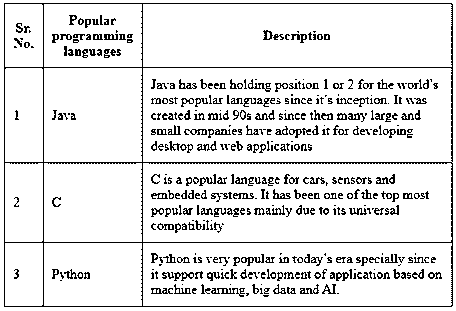 Sr. No.
Popular programming languages
Description
1
Java
Java has been holding position 1 or 2 for the world's
most popular languages since it's inception. It was
created in mid 90s and since then many large and
small companies have adopted it for developing
desktop and web applications
2
C
C is a popular language for cars, sensors and
embedded systems. It has been one of the top most
popular languages mainly due to its universal
compatibility
3
Python
Python is very popular in today's era specially since
it support quick development of application based on
machine learning, big data and AI.